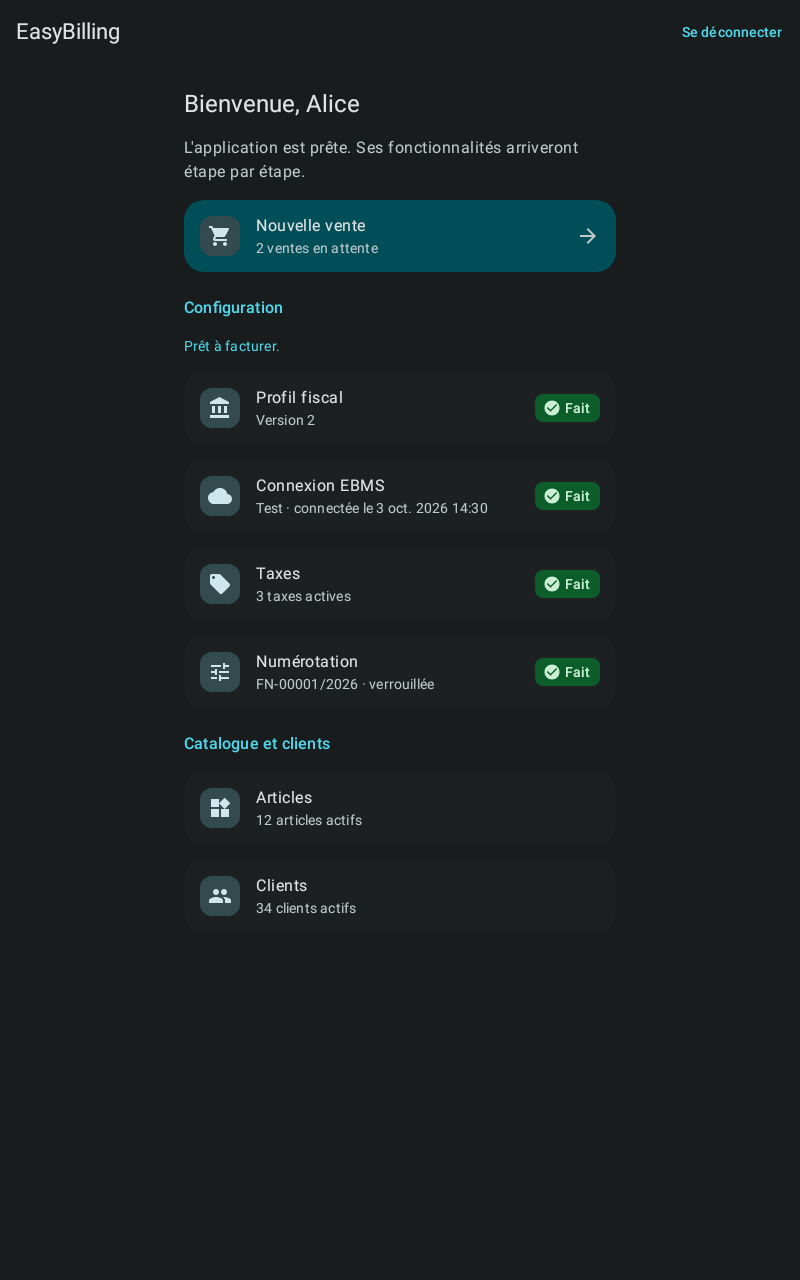 EasyBilling
Se déconnecter
Bienvenue, Alice
L'application est prête. Ses fonctionnalités arriveront
étape par étape.
Nouvelle vente
2 ventes en attente
Configuration
Prêt à facturer.
Profil fiscal
Version 2
Fait
Connexion EBMS
Test · connectée le 3 oct. 2026 14:30
Fait
Taxes
3 taxes actives
Fait
Numérotation
FN-00001/2026 · verrouillée
Fait
Catalogue et clients
Articles
12 articles actifs
Clients
34 clients actifs